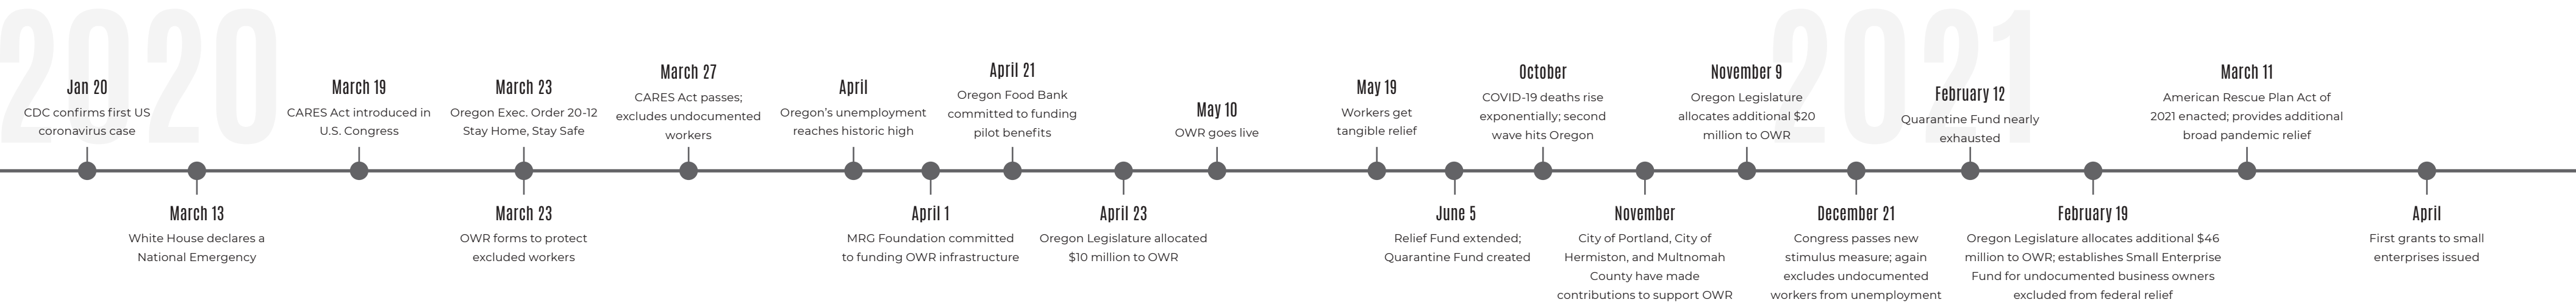 2020
Jan 20
CDC confirms first US
coronavirus case
March 13
White House declares a
National Emergency
March 19
CARES Act introduced in
U.S. Congress
March 23
Oregon Exec. Order 20-12
Stay Home, Stay Safe
March 23
OWR forms to protect
excluded workers
March 27
CARES Act passes;
excludes undocumented
workers
April
Oregon's unemployment
reaches historic high
April 1
MRG Foundation committed
to funding OWR infrastructure
April 21
Oregon Food Bank
committed to funding
pilot benefits
April 23
Oregon Legislature allocated
$10 million to OWR
May 10
OWR goes live
May 19
Workers get
tangible relief
June 5
Relief Fund extended;
Quarantine Fund created
October
COVID-19 deaths rise
exponentially; second
wave hits Oregon
November
City of Portland, City of
Hermiston, and Multnomah
County have made
contributions to support OWR
November 9
Oregon Legislature
allocates additional $20
million to OWR
2021
December 21
Congress passes new
stimulus measure; again
excludes undocumented
workers from unemployment
February 12
Quarantine Fund nearly
exhausted
February 19
Oregon Legislature allocates additional $46
million to OWR; establishes Small Enterprise
Fund for undocumented business owners
excluded from federal relief
March 11
American Rescue Plan Act of
2021 enacted; provides additional
broad pandemic relief
April
First grants to small
enterprises issued